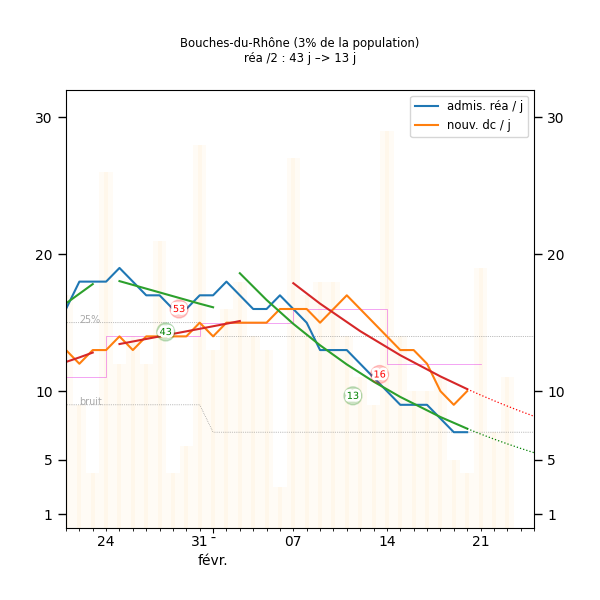 Bouches-du-Rhône (3% de la population)
réa /2 : 43 j –> 13 j
admis. réa / j
nouv. dc / j
30 30
20 20
10 10
5 5
1 1
25%
bruit
53
43
16
13
24 31 - 07 14 21
févr.